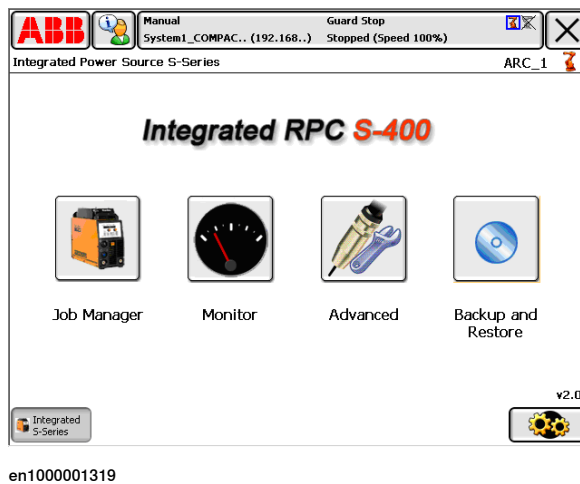 ABB
Manual
Guard Stop
System1_COMPAC.. (192.168..)
Stopped (Speed 100%)
Integrated Power Source S-Series
ARC_1
Integrated RPC S-400
Job Manager
Monitor
Advanced
Backup and
Restore
v2.0
Integrated
S-Series
en1000001319